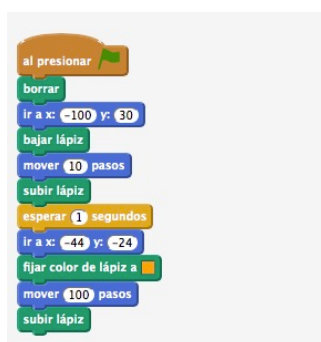 al presionar
borrar
ir a x: -100 y: 30
bajar lápiz
mover 10 pasos
subir lápiz
esperar 1 segundos
ir a x: -44 y: -24
fijar color de lápiz a
mover 100 pasos
subir lápiz